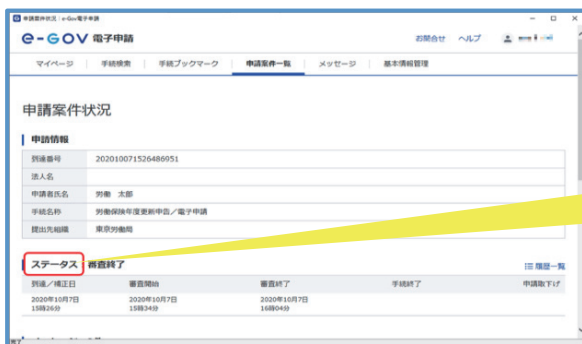 申請案件状況 | e-Gov電子申請
e-GOV 電子申請 お問合せ ヘルプ
マイページ 手続検索 手続ブックマーク 申請案件一覧 メッセージ 基本情報管理
申請案件状況
申請情報
到達番号 202010071526486951
法人名
申請者氏名 労働 太郎
手続名称 労働保険年度更新申告/電子申請
提出先組織 東京労働局
ステータス 審査終了 履歴一覧
到達/補正日 審査開始 審査終了 手続終了 申請取下げ
2020年10月7日 2020年10月7日 2020年10月7日
15時26分 15時34分 16時04分
完了